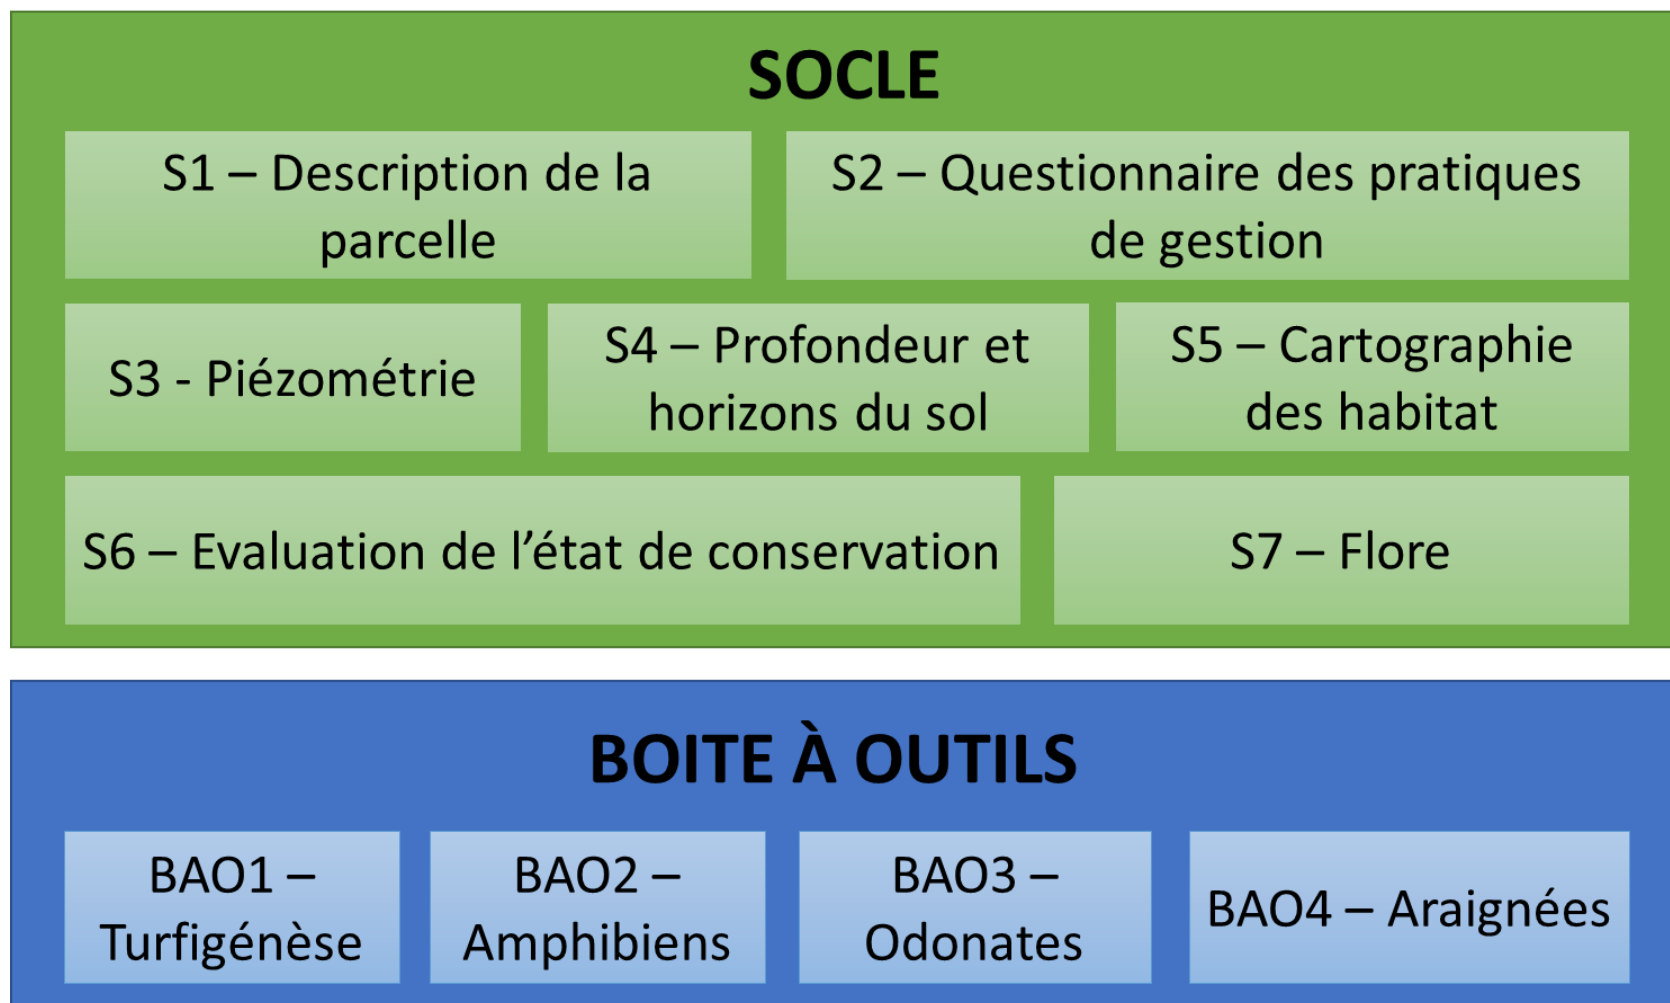 SOCLE
S1 – Description de la
parcelle
S2 – Questionnaire des pratiques
de gestion
S3 - Piézométrie
S4 – Profondeur et
horizons du sol
S5 – Cartographie
des habitat
S6 – Evaluation de l’état de conservation
S7 – Flore
BOITE À OUTILS
BAO1 –
Turfigénèse
BAO2 –
Amphibiens
BAO3 –
Odonates
BAO4 – Araignées